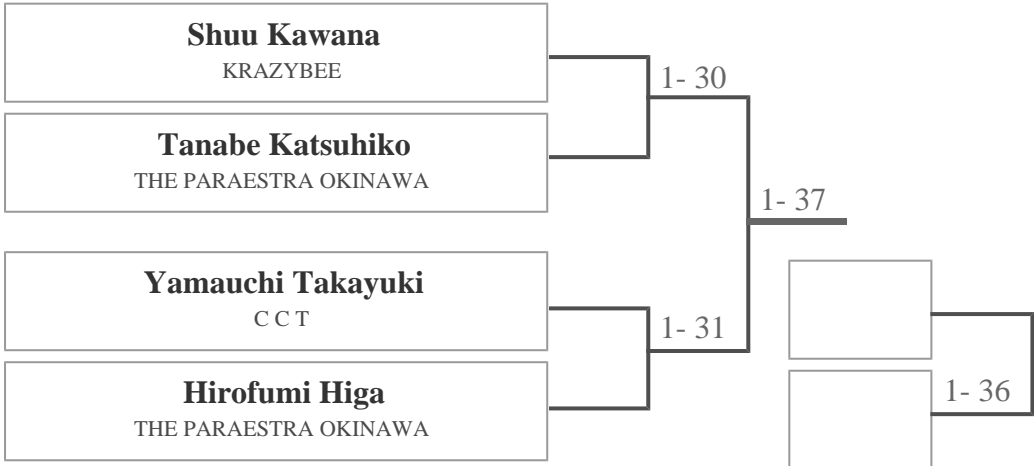 Shuu Kawana
KRAZYBEE
1- 30
Tanabe Katsuhiko
THE PARAESTRA OKINAWA
1- 37
Yamauchi Takayuki
C C T
1- 31
Hirofumi Higa
THE PARAESTRA OKINAWA
1- 36